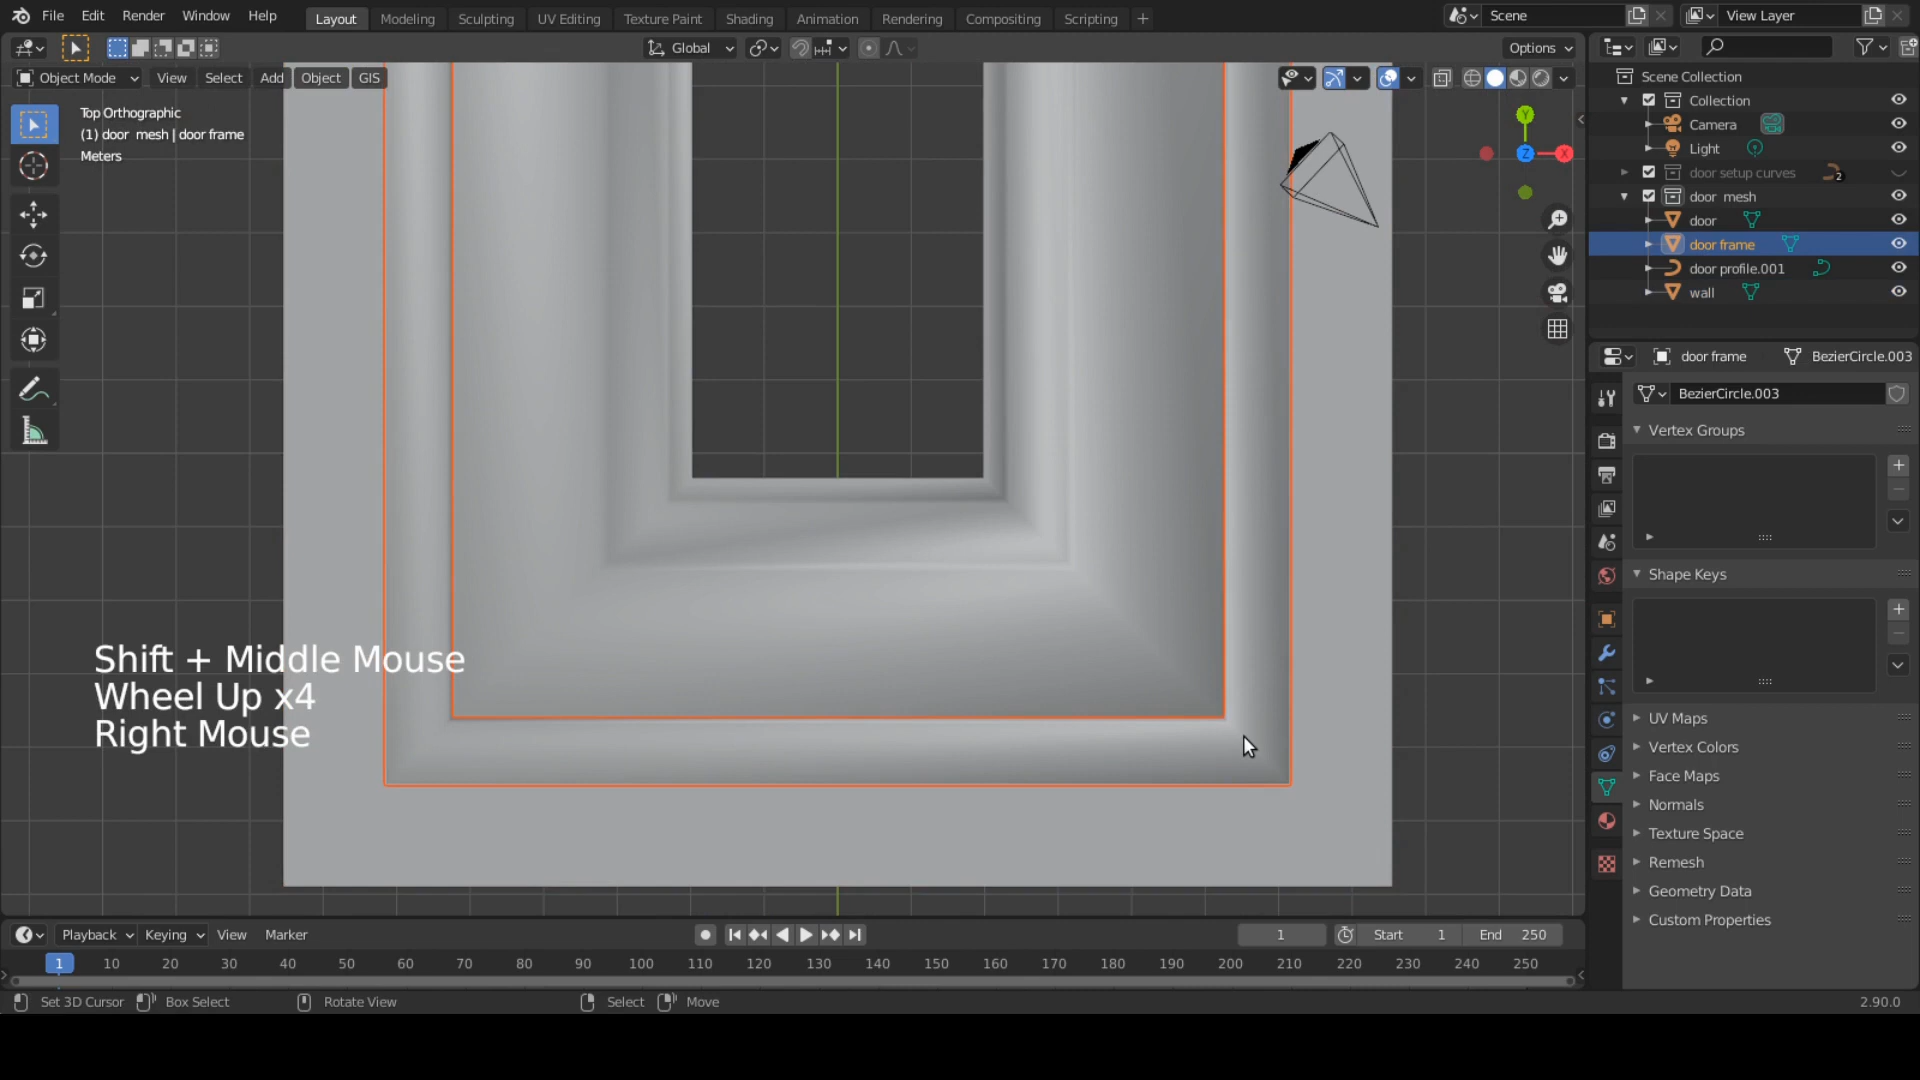 File Edit Render Window Help Layout Modeling Sculpting UV Editing Texture Paint Shading Animation Rendering Compositing Scripting + Scene View Layer
Global Options
Object Mode View Select Add Object GIS
Top Orthographic
(1) door mesh | door frame
Meters
Y
Z
X
Scene Collection
Collection
Camera
Light
door setup curves 2
door mesh
door
door frame
door profile.001
wall
door frame BezierCircle.003
BezierCircle.003
Vertex Groups
Shape Keys
UV Maps
Vertex Colors
Face Maps
Normals
Texture Space
Remesh
Geometry Data
Custom Properties
Shift + Middle Mouse
Wheel Up x4
Right Mouse
Playback Keying View Marker 1 Start 1 End 250
1 10 20 30 40 50 60 70 80 90 100 110 120 130 140 150 160 170 180 190 200 210 220 230 240 250
Set 3D Cursor Box Select Rotate View Select Move 2.90.0